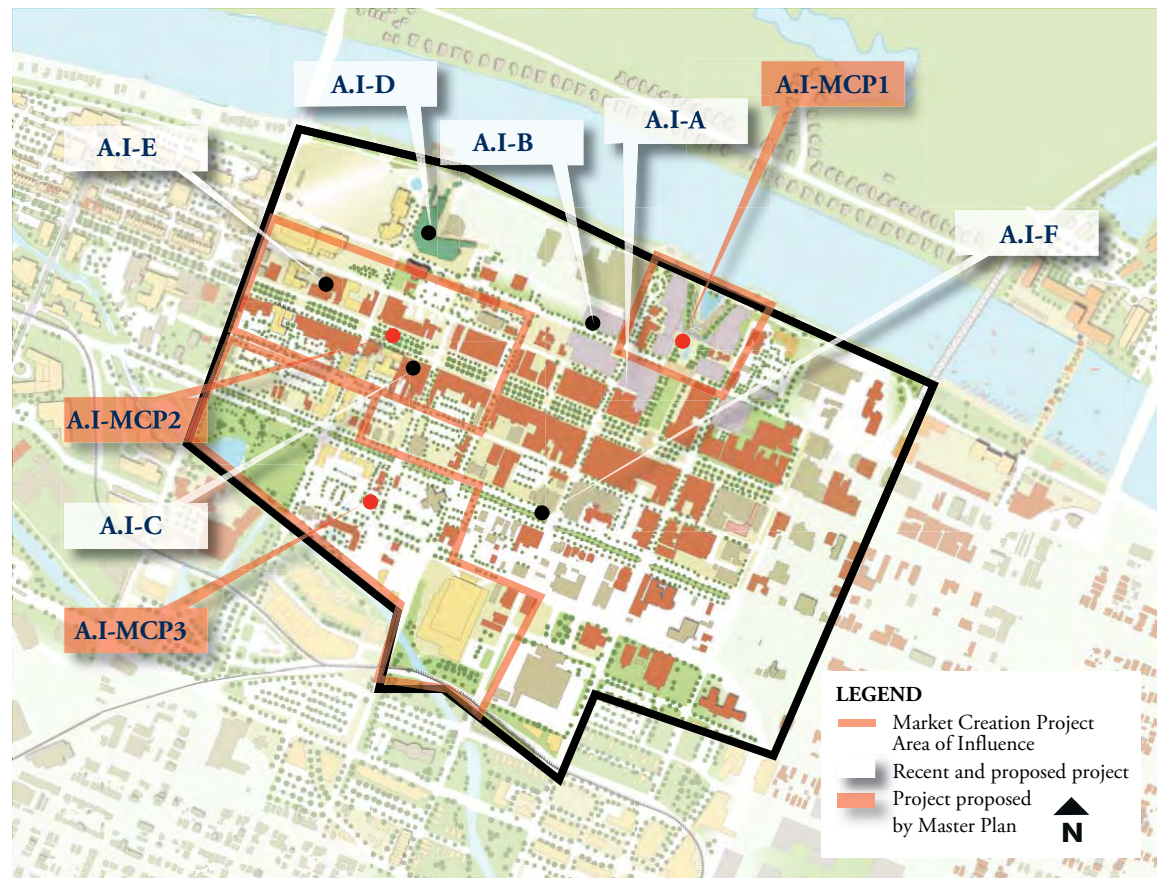 A.I-D
A.I-MCP1
A.I-A
A.I-B
A.I-E
A.I-F
A.I-MCP2
A.I-C
A.I-MCP3
LEGEND
Market Creation Project
Area of Influence
Recent and proposed project
Project proposed
by Master Plan
N